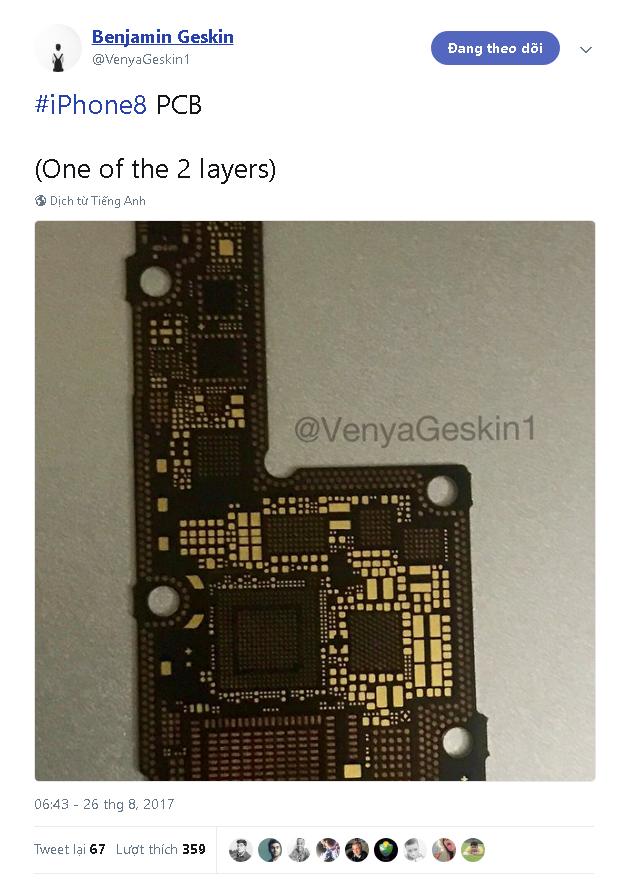 Benjamin Geskin
@VenyaGeskin1
Đang theo dõi
#iPhone8 PCB
(One of the 2 layers)
Dịch từ Tiếng Anh
@VenyaGeskin1
06:43 - 26 thg 8, 2017
Tweet lại 67 Lượt thích 359